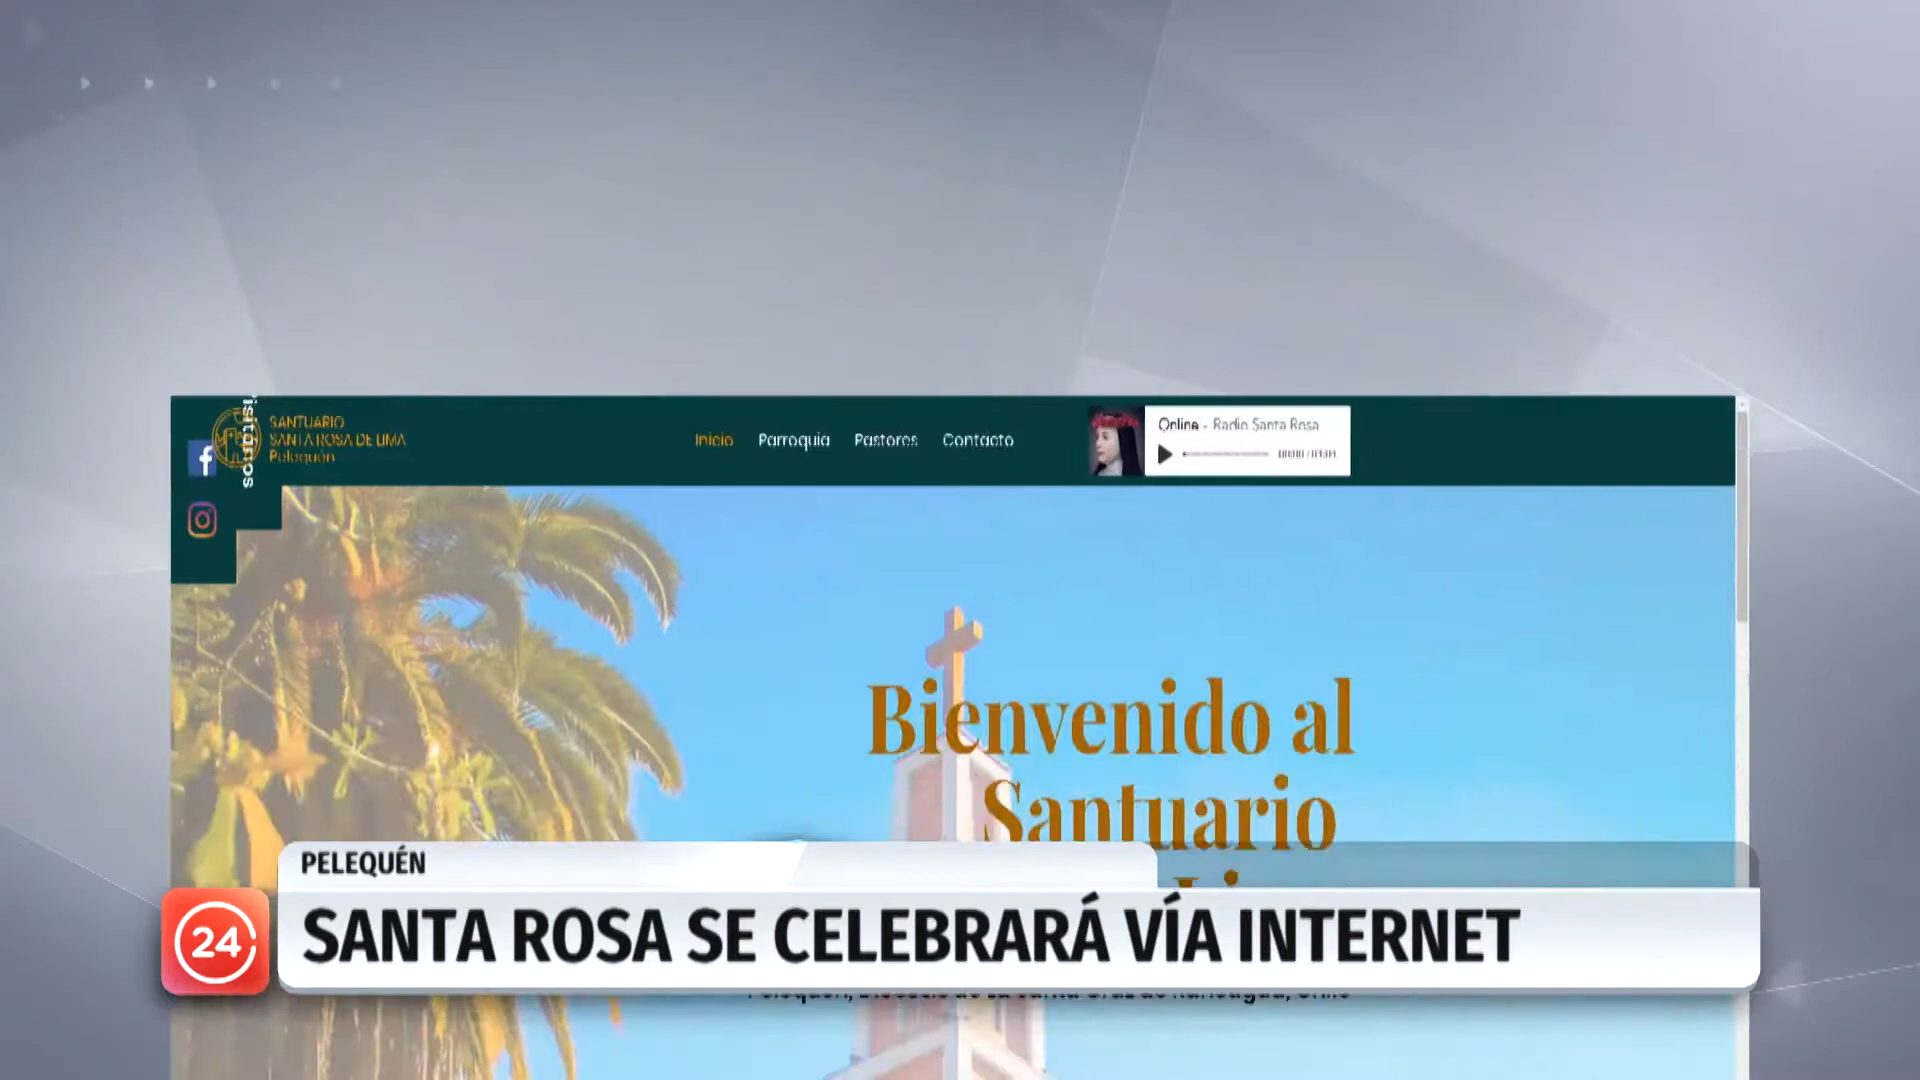 Visítanos
SANTUARIO
SANTA ROSA DE LIMA
Pelequén
Inicio Parroquia Pastores Contacto
Online - Radio Santa Rosa
Bienvenido al
Santuario
PELEQUÉN
24 SANTA ROSA SE CELEBRARÁ VÍA INTERNET